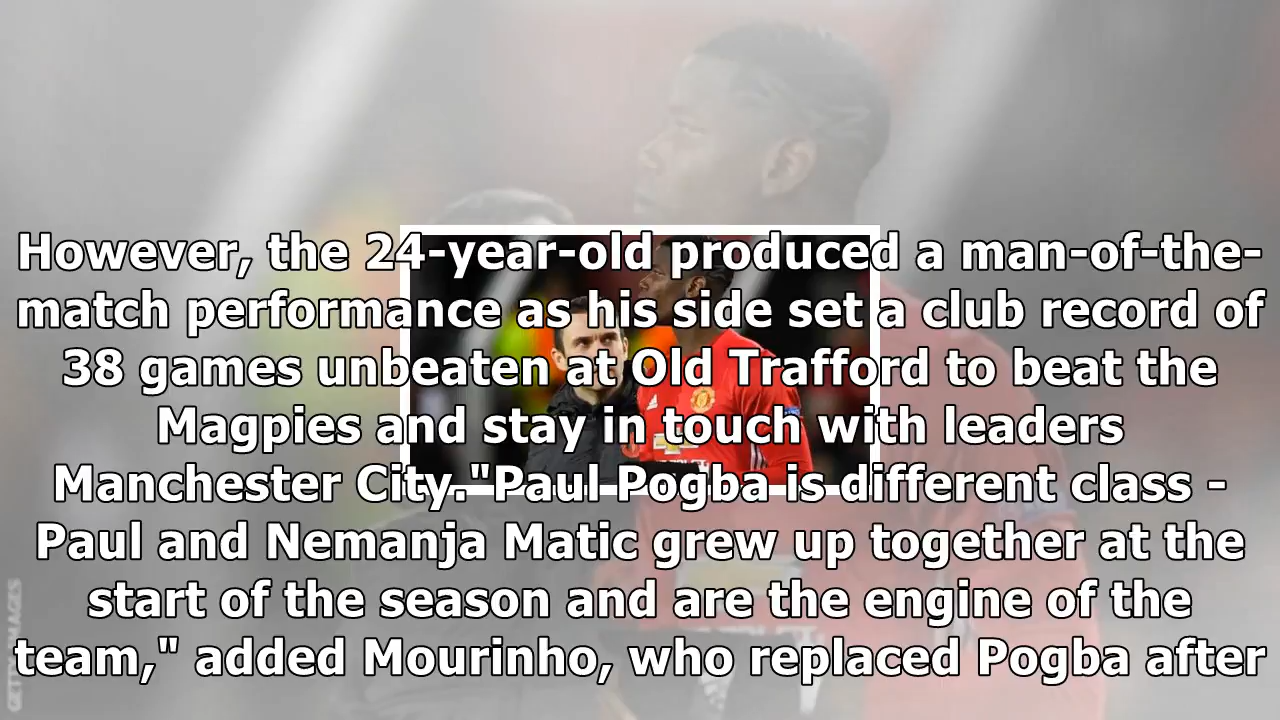 However, the 24-year-old produced a man-of-the-
match performance as his side set a club record of
38 games unbeaten at Old Trafford to beat the
Magpies and stay in touch with leaders
Manchester City."Paul Pogba is different class -
Paul and Nemanja Matic grew up together at the
start of the season and are the engine of the
team," added Mourinho, who replaced Pogba after
GETTY IMAGES